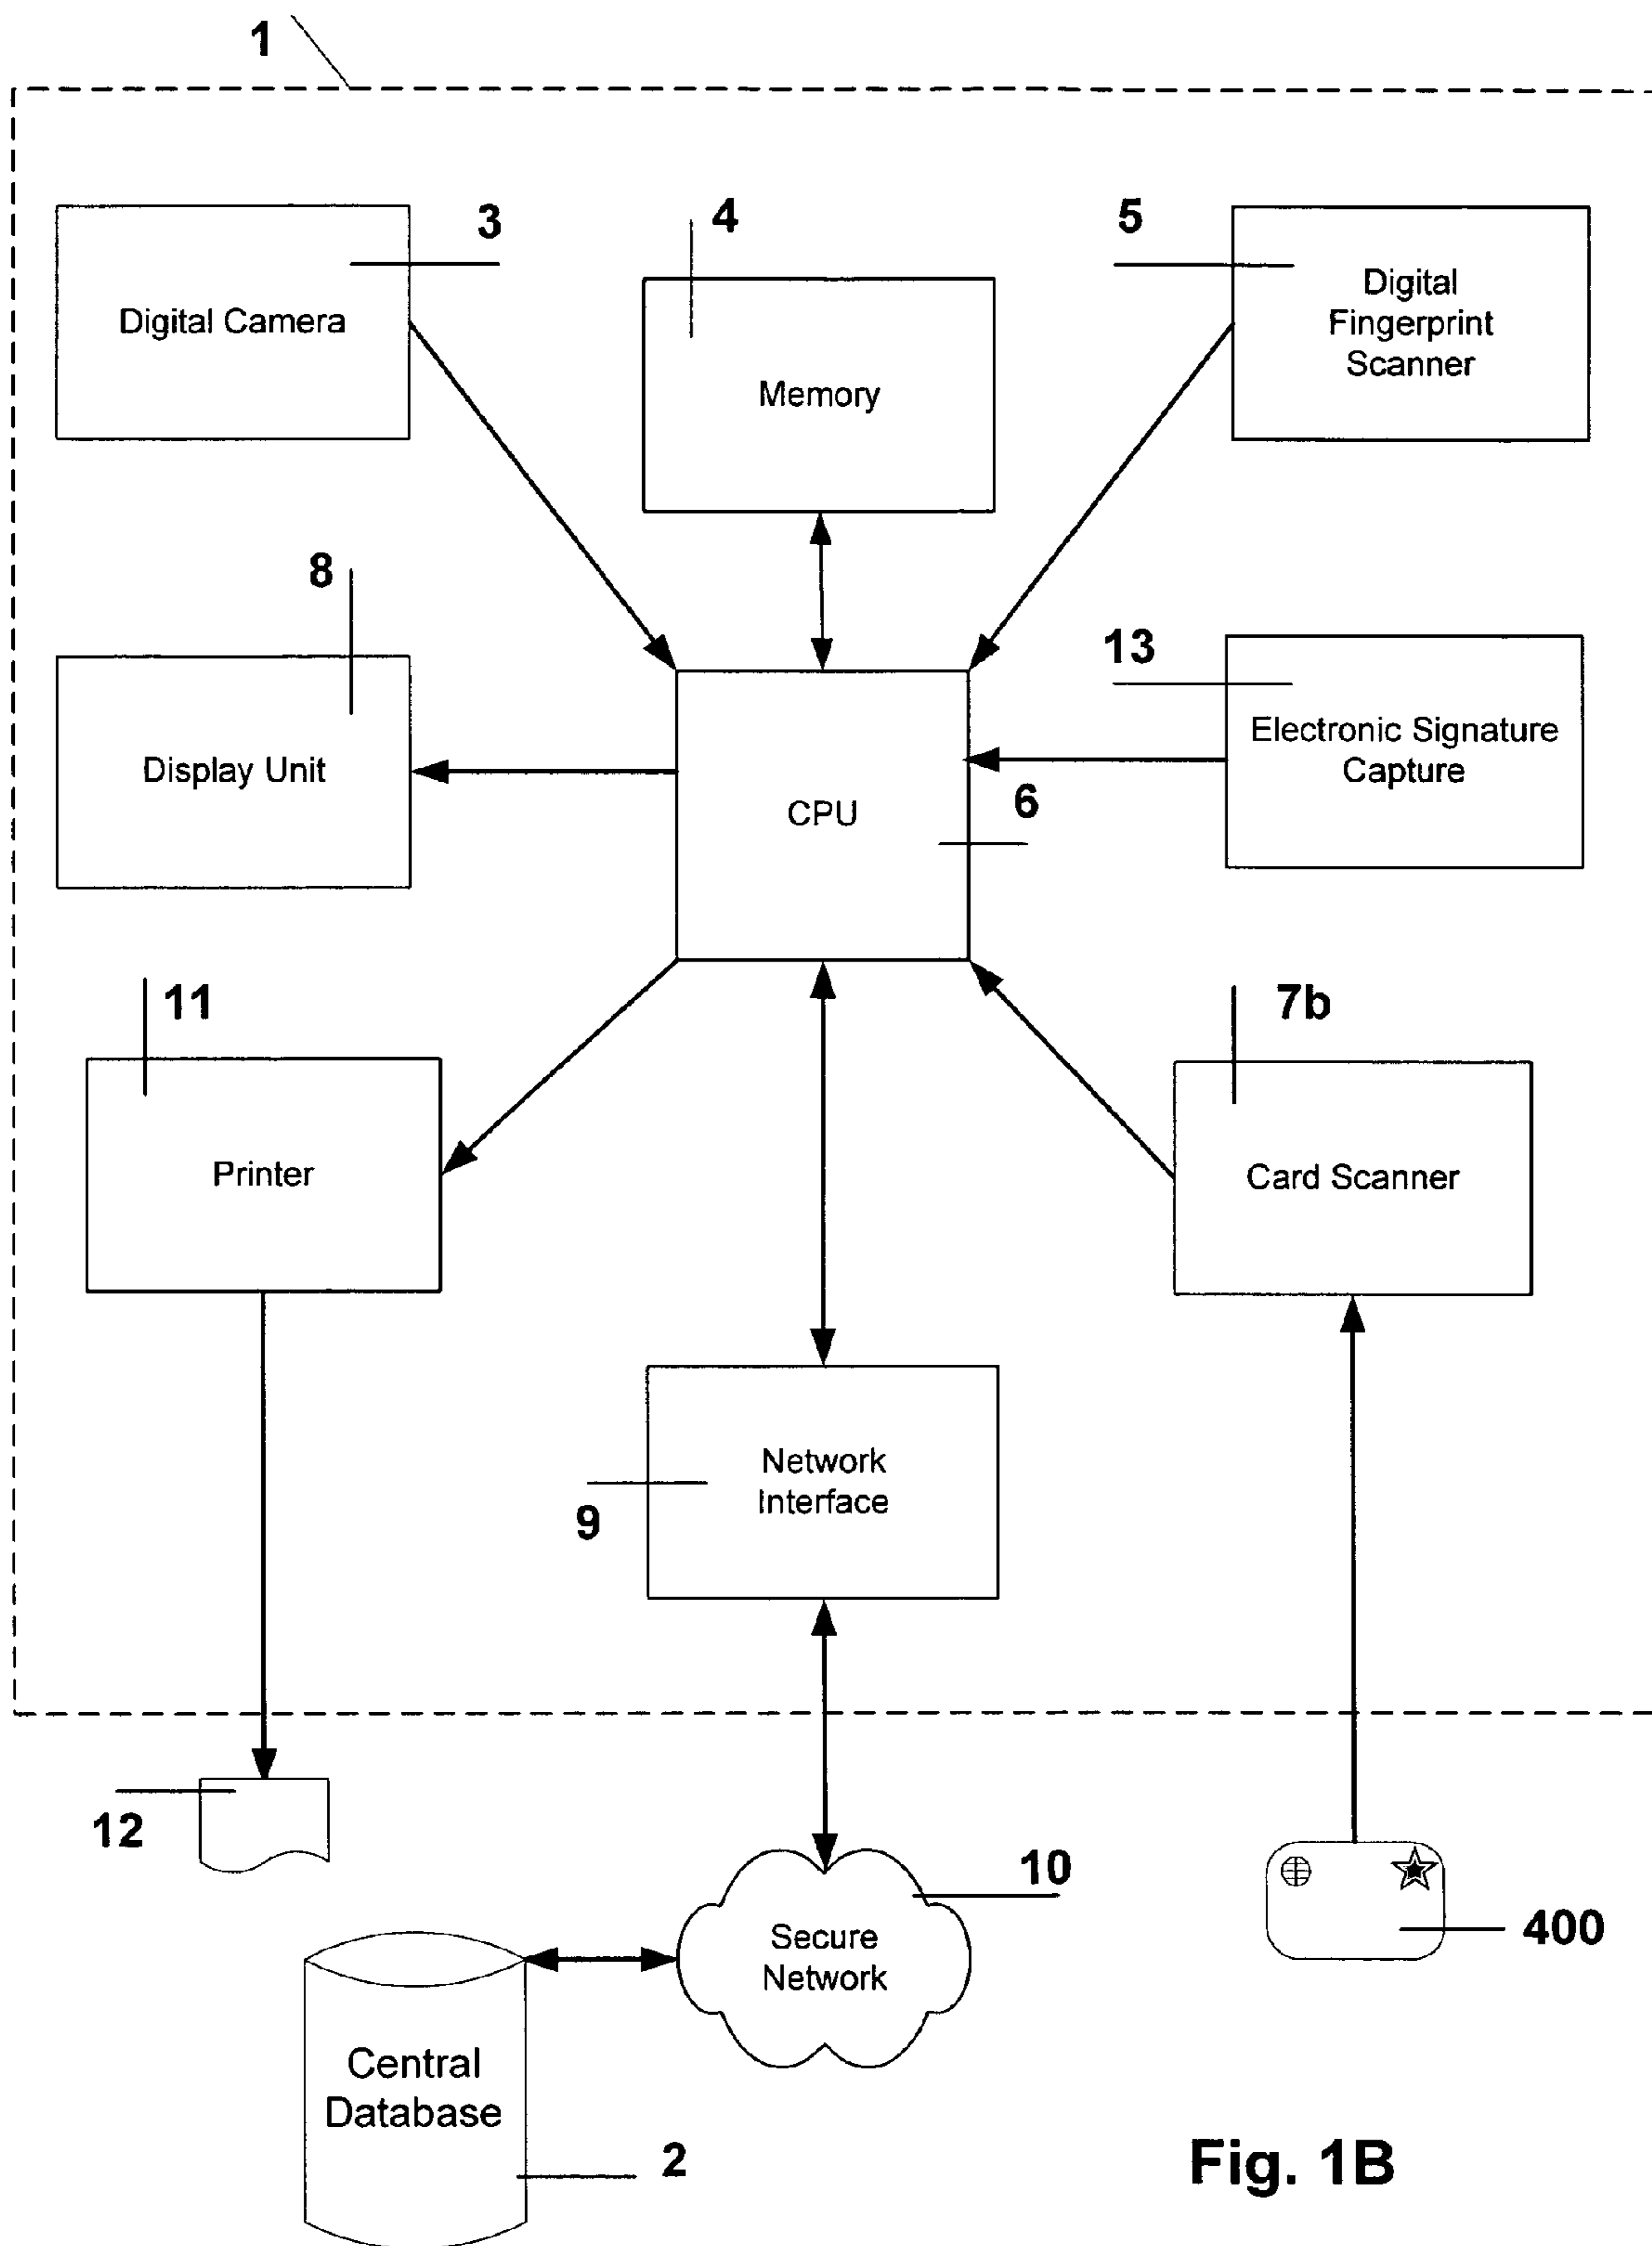 1
3
4
5
Digital Camera
Memory
Digital
Fingerprint
Scanner
8
13
Display Unit
CPU
6
Electronic Signature
Capture
11
7b
Printer
Card Scanner
Network
Interface
9
12
10
Secure
Network
400
Central
Database
2
Fig. 1B